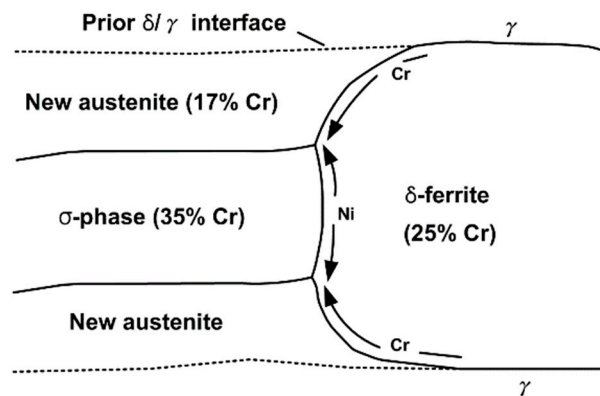 Prior δ/ γ interface
γ
Cr
New austenite (17% Cr)
δ-ferrite
σ-phase (35% Cr)
Ni
(25% Cr)
New austenite
Cr
γ